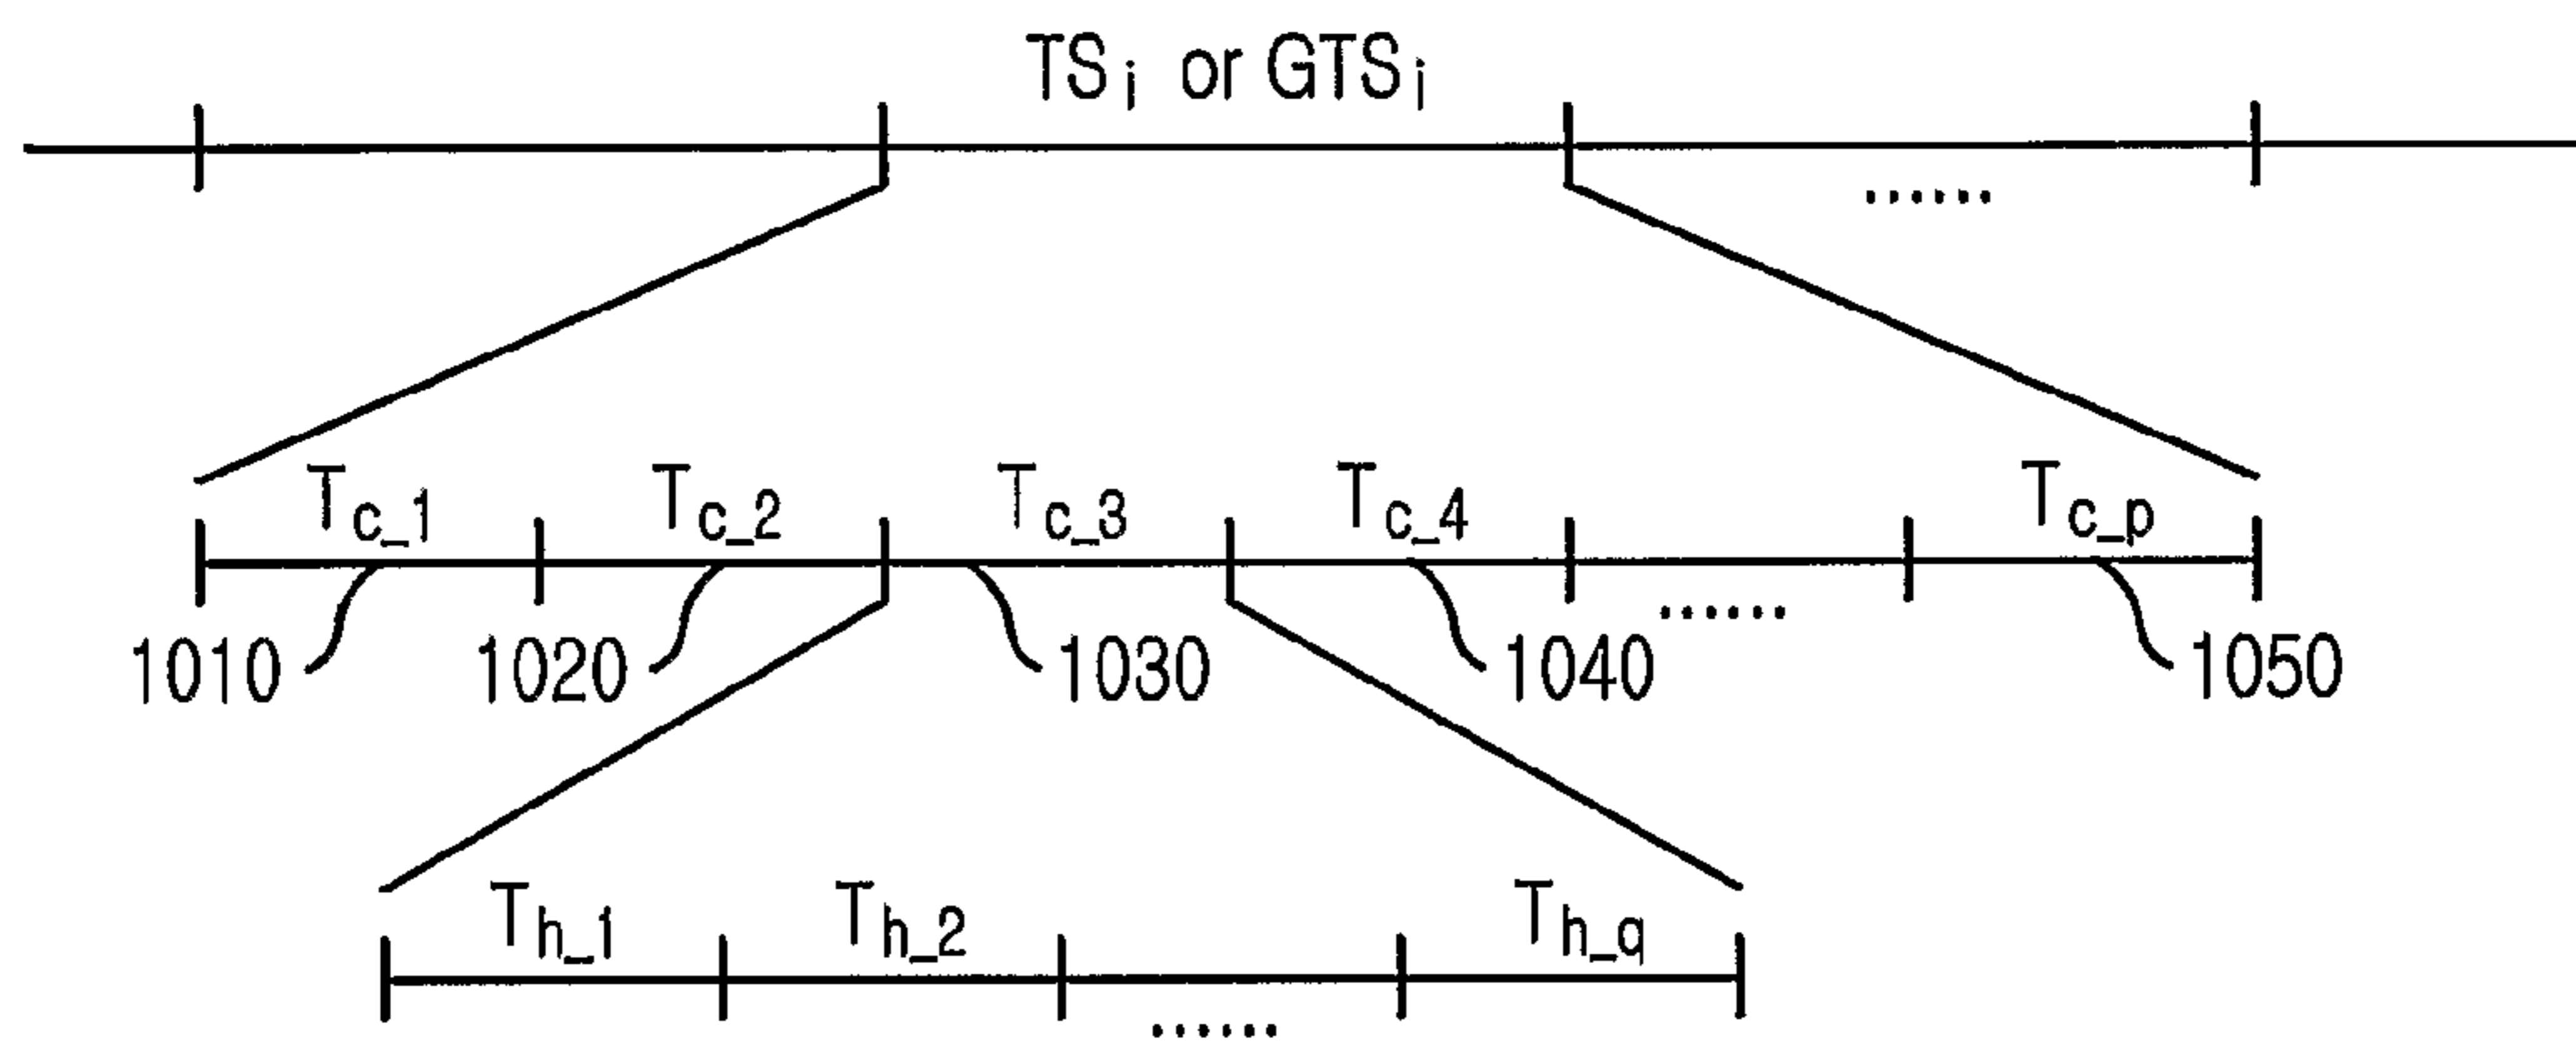 TSi or GTSi
......
Tc_1 Tc_2 Tc_3 Tc_4 Tc_p
......
1010 1020 1030 1040 1050
Th_1 Th_2 Th_q
......